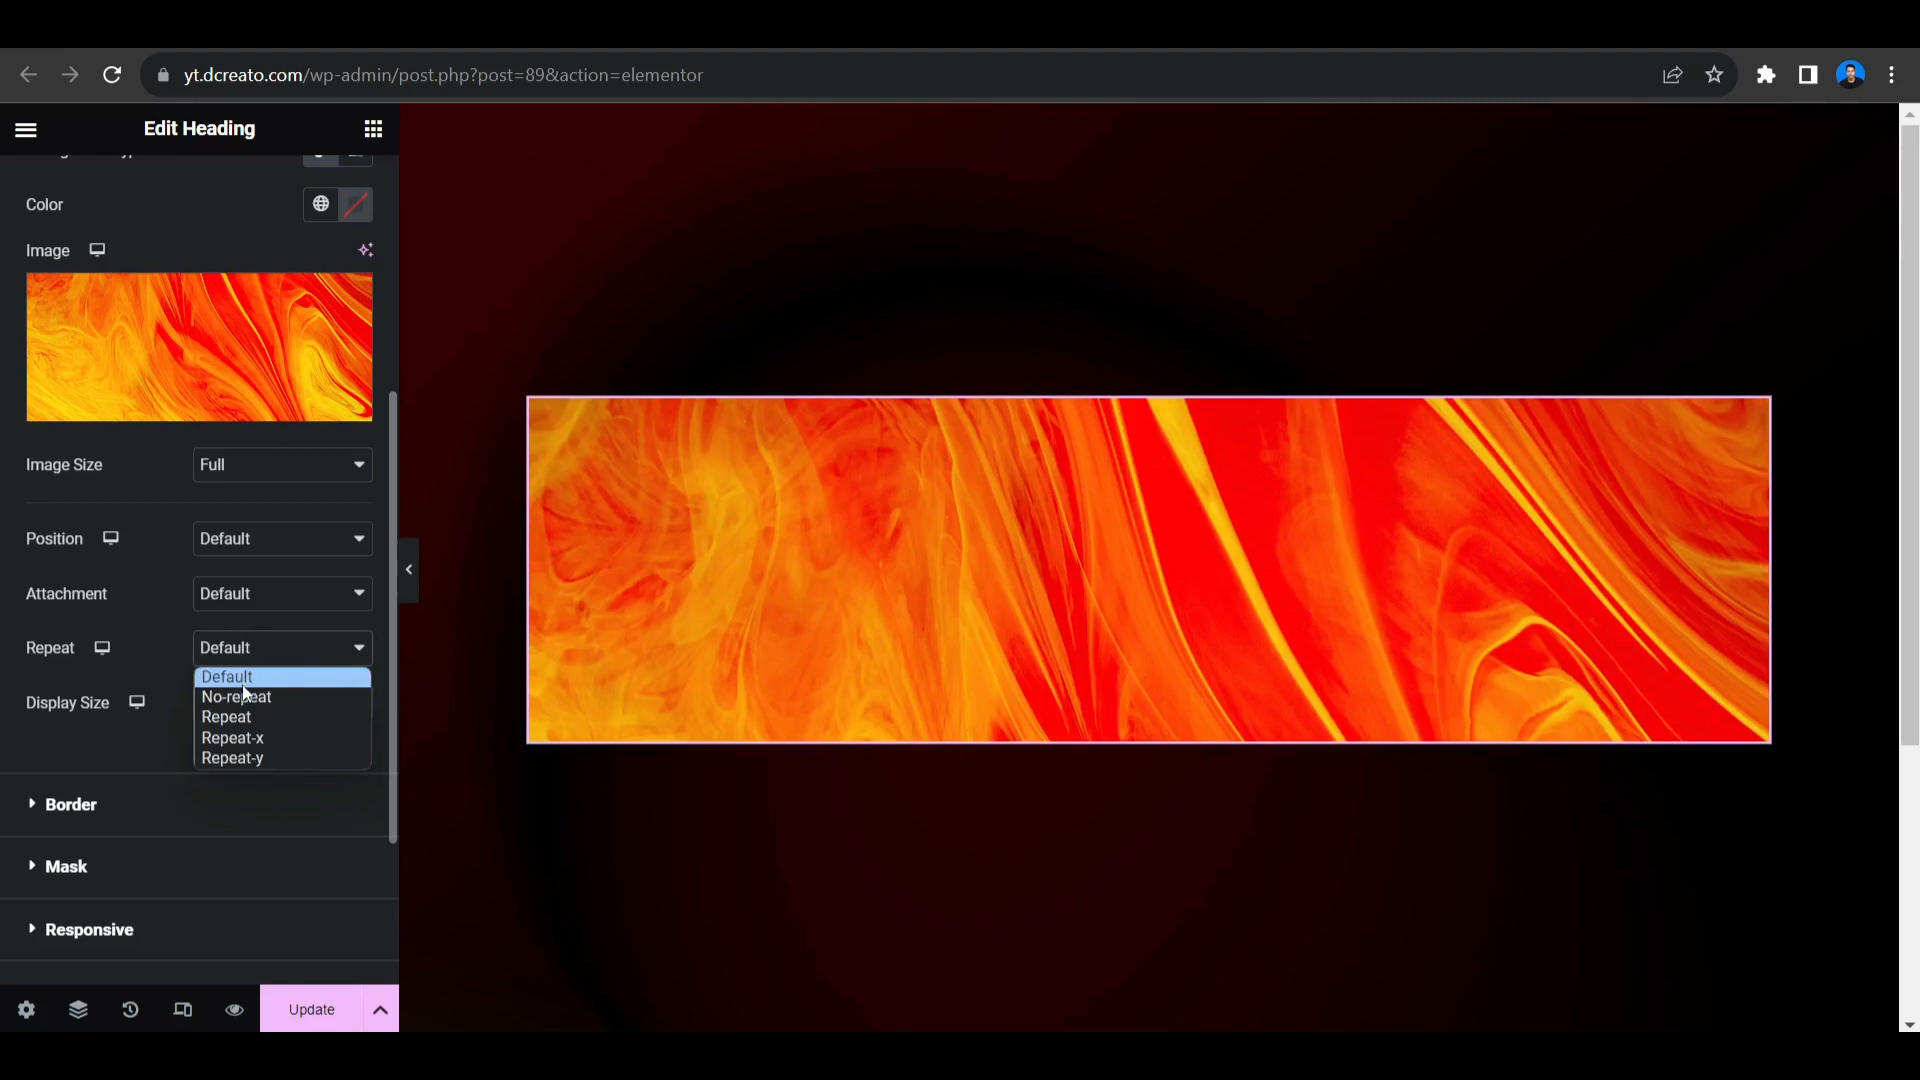 yt.dcreato.com/wp-admin/post.php?post=89&action=elementor
Edit Heading
Color
Image
Image Size Full
Position Default
Attachment Default
Repeat Default
Default
No-repeat
Repeat
Repeat-x
Repeat-y
Display Size
Border
Mask
Responsive
Update